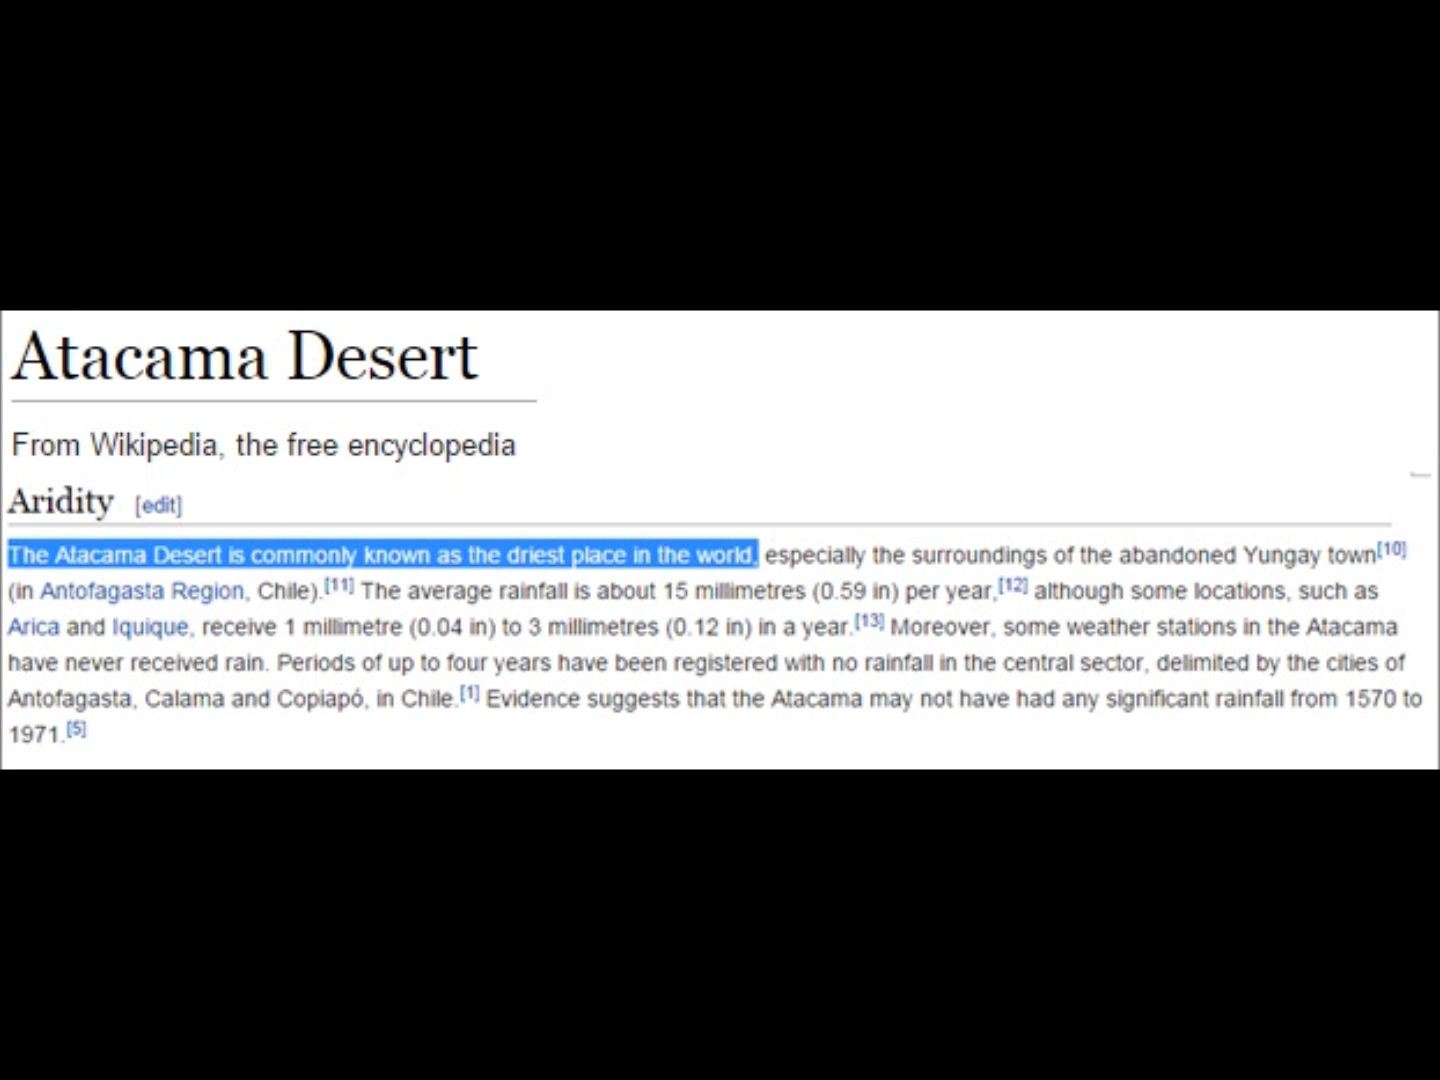 Atacama Desert
From Wikipedia, the free encyclopedia
Aridity [edit]
The Atacama Desert is commonly known as the driest place in the world, especially the surroundings of the abandoned Yungay town[10]
(in Antofagasta Region, Chile).[11] The average rainfall is about 15 millimetres (0.59 in) per year,[12] although some locations, such as
Arica and Iquique, receive 1 millimetre (0.04 in) to 3 millimetres (0.12 in) in a year.[13] Moreover, some weather stations in the Atacama
have never received rain. Periods of up to four years have been registered with no rainfall in the central sector, delimited by the cities of
Antofagasta, Calama and Copiapó, in Chile.[1] Evidence suggests that the Atacama may not have had any significant rainfall from 1570 to
1971.[5]